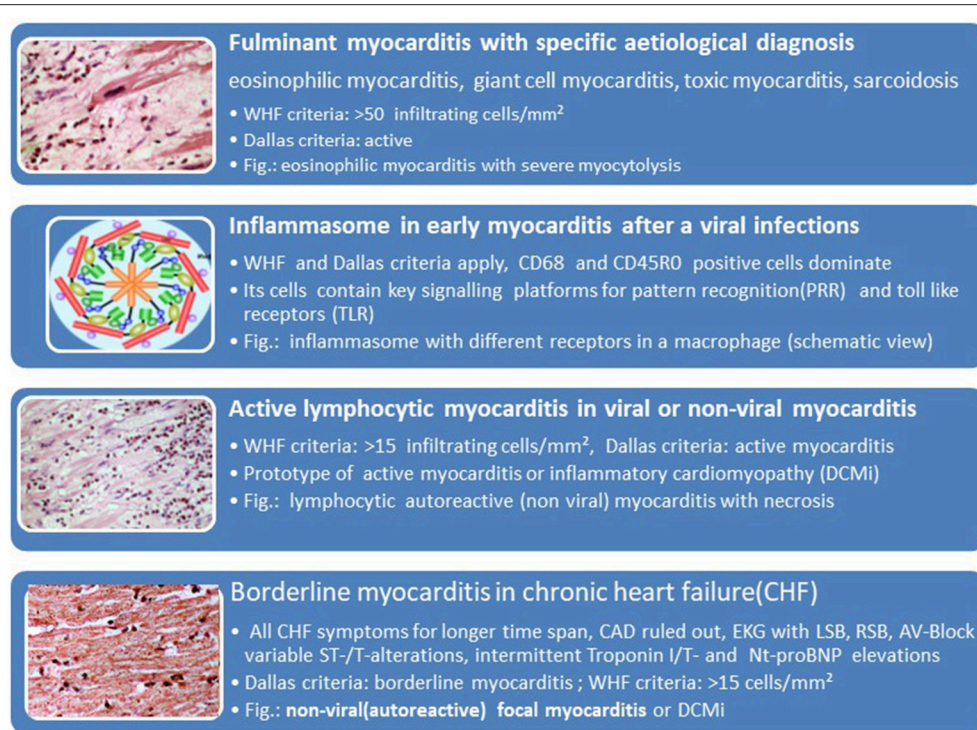 Fulminant myocarditis with specific aetiological diagnosis
eosinophilic myocarditis, giant cell myocarditis, toxic myocarditis, sarcoidosis
• WHF criteria: >50 infiltrating cells/mm²
• Dallas criteria: active
• Fig.: eosinophilic myocarditis with severe myocytolysis
Inflammasome in early myocarditis after a viral infections
• WHF and Dallas criteria apply, CD68 and CD45R0 positive cells dominate
• Its cells contain key signalling platforms for pattern recognition(PRR) and toll like
receptors (TLR)
• Fig.: inflammasome with different receptors in a macrophage (schematic view)
Active lymphocytic myocarditis in viral or non-viral myocarditis
• WHF criteria: >15 infiltrating cells/mm², Dallas criteria: active myocarditis
• Prototype of active myocarditis or inflammatory cardiomyopathy (DCMi)
• Fig.: lymphocytic autoreactive (non viral) myocarditis with necrosis
Borderline myocarditis in chronic heart failure(CHF)
• All CHF symptoms for longer time span, CAD ruled out, EKG with LSB, RSB, AV-Block
variable ST-/T-alterations, intermittent Troponin I/T- and Nt-proBNP elevations
• Dallas criteria: borderline myocarditis ; WHF criteria: >15 cells/mm²
• Fig.: non-viral(autoreactive) focal myocarditis or DCMi